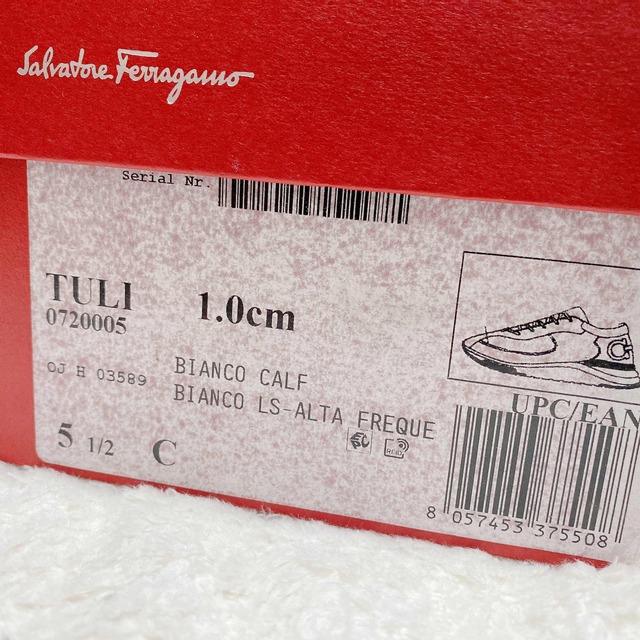 Salvatore Ferragamo
Serial Nr.
TULI 1.0cm
0720005
OJ H 03589
BIANCO CALF
BIANCO LS-ALTA FREQUE
UPC/EAN
5 1/2 C
8 057453 375508